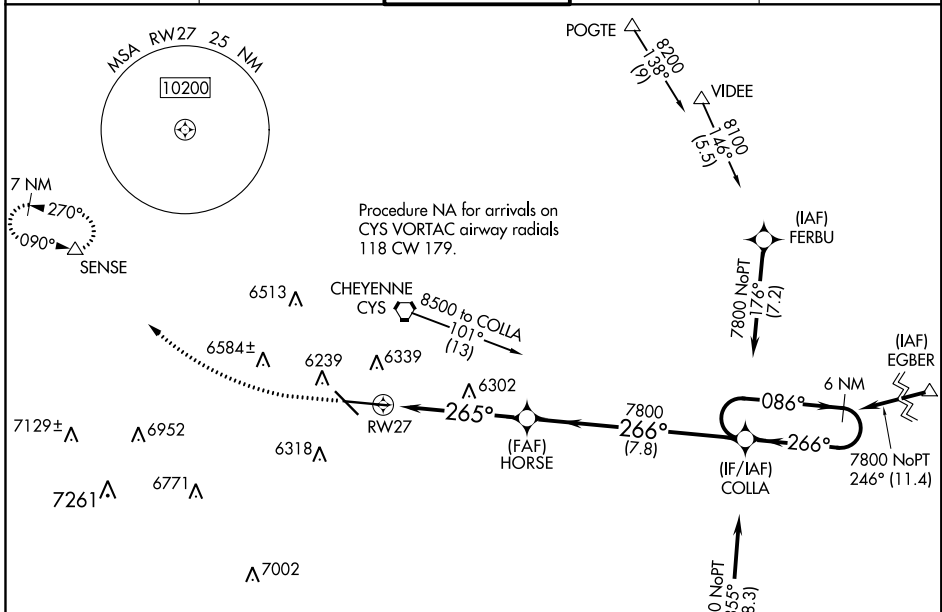 MSA RW27 25 NM
10200
POGTE
8200
138°
(9)
VIDEE
8100
146°
(5.5)
7 NM
270°
090°
SENSE
Procedure NA for arrivals on
CYS VORTAC airway radials
118 CW 179.
(IAF)
FERBU
7800 NoPT
176°
(7.2)
6513
CHEYENNE
CYS
8500 to COLLA
101°
(13)
(IAF)
EGBER
6584±
6239
6339
6302
6 NM
086°
265°
RW27
7800
266°
(7.8)
266°
7800 NoPT
246° (11.4)
(FAF)
HORSE
(IF/IAF)
COLLA
7129±
6952
6318
7261
6771
7002
0 NoPT
55°
8.3)